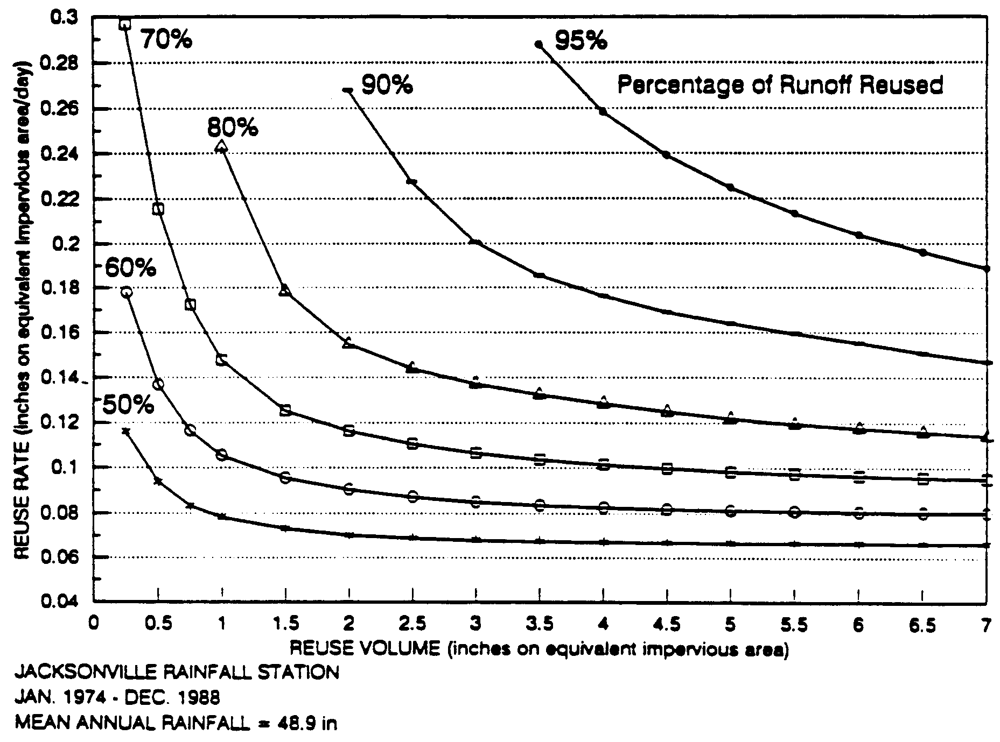 0.3
70%
95%
0.28
90%
Percentage of Runoff Reused
0.26
80%
0.24
0.22
0.2
60%
0.18
0.16
0.14
50%
0.12
0.1
0.08
0.06
0.04
REUSE RATE (inches on equivalent impervious area/day)
0 0.5 1 1.5 2 2.5 3 3.5 4 4.5 5 5.5 6 6.5 7
REUSE VOLUME (inches on equivalent impervious area)
JACKSONVILLE RAINFALL STATION
JAN. 1974 - DEC. 1988
MEAN ANNUAL RAINFALL = 48.9 in